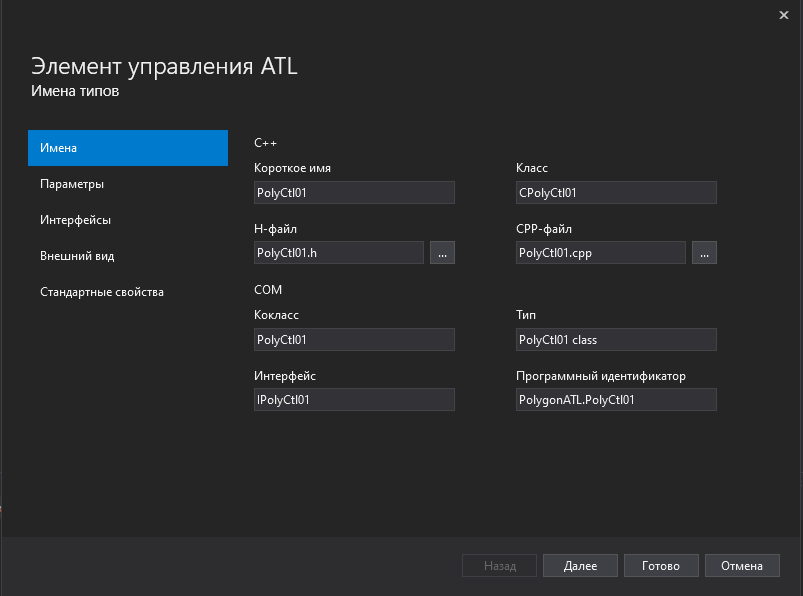 Элемент управления ATL
Имена типов
Имена
Параметры
Интерфейсы
Внешний вид
Стандартные свойства
C++
Короткое имя
Класс
PolyCtl01
CPolyCtl01
H-файл
CPP-файл
PolyCtl01.h
...
PolyCtl01.cpp
...
COM
Кокласс
Тип
PolyCtl01
PolyCtl01 class
Интерфейс
Программный идентификатор
IPolyCtl01
PolygonATL.PolyCtl01
Назад
Далее
Готово
Отмена